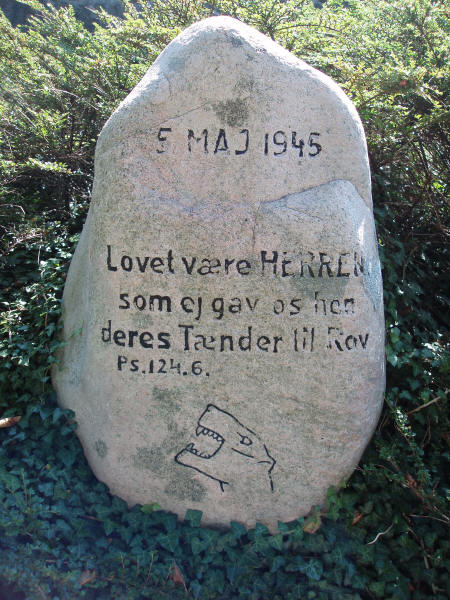 5 MAJ 1945
Lovet være HERREN
som ej gav os hen
deres Tænder til Rov
Ps.124.6.